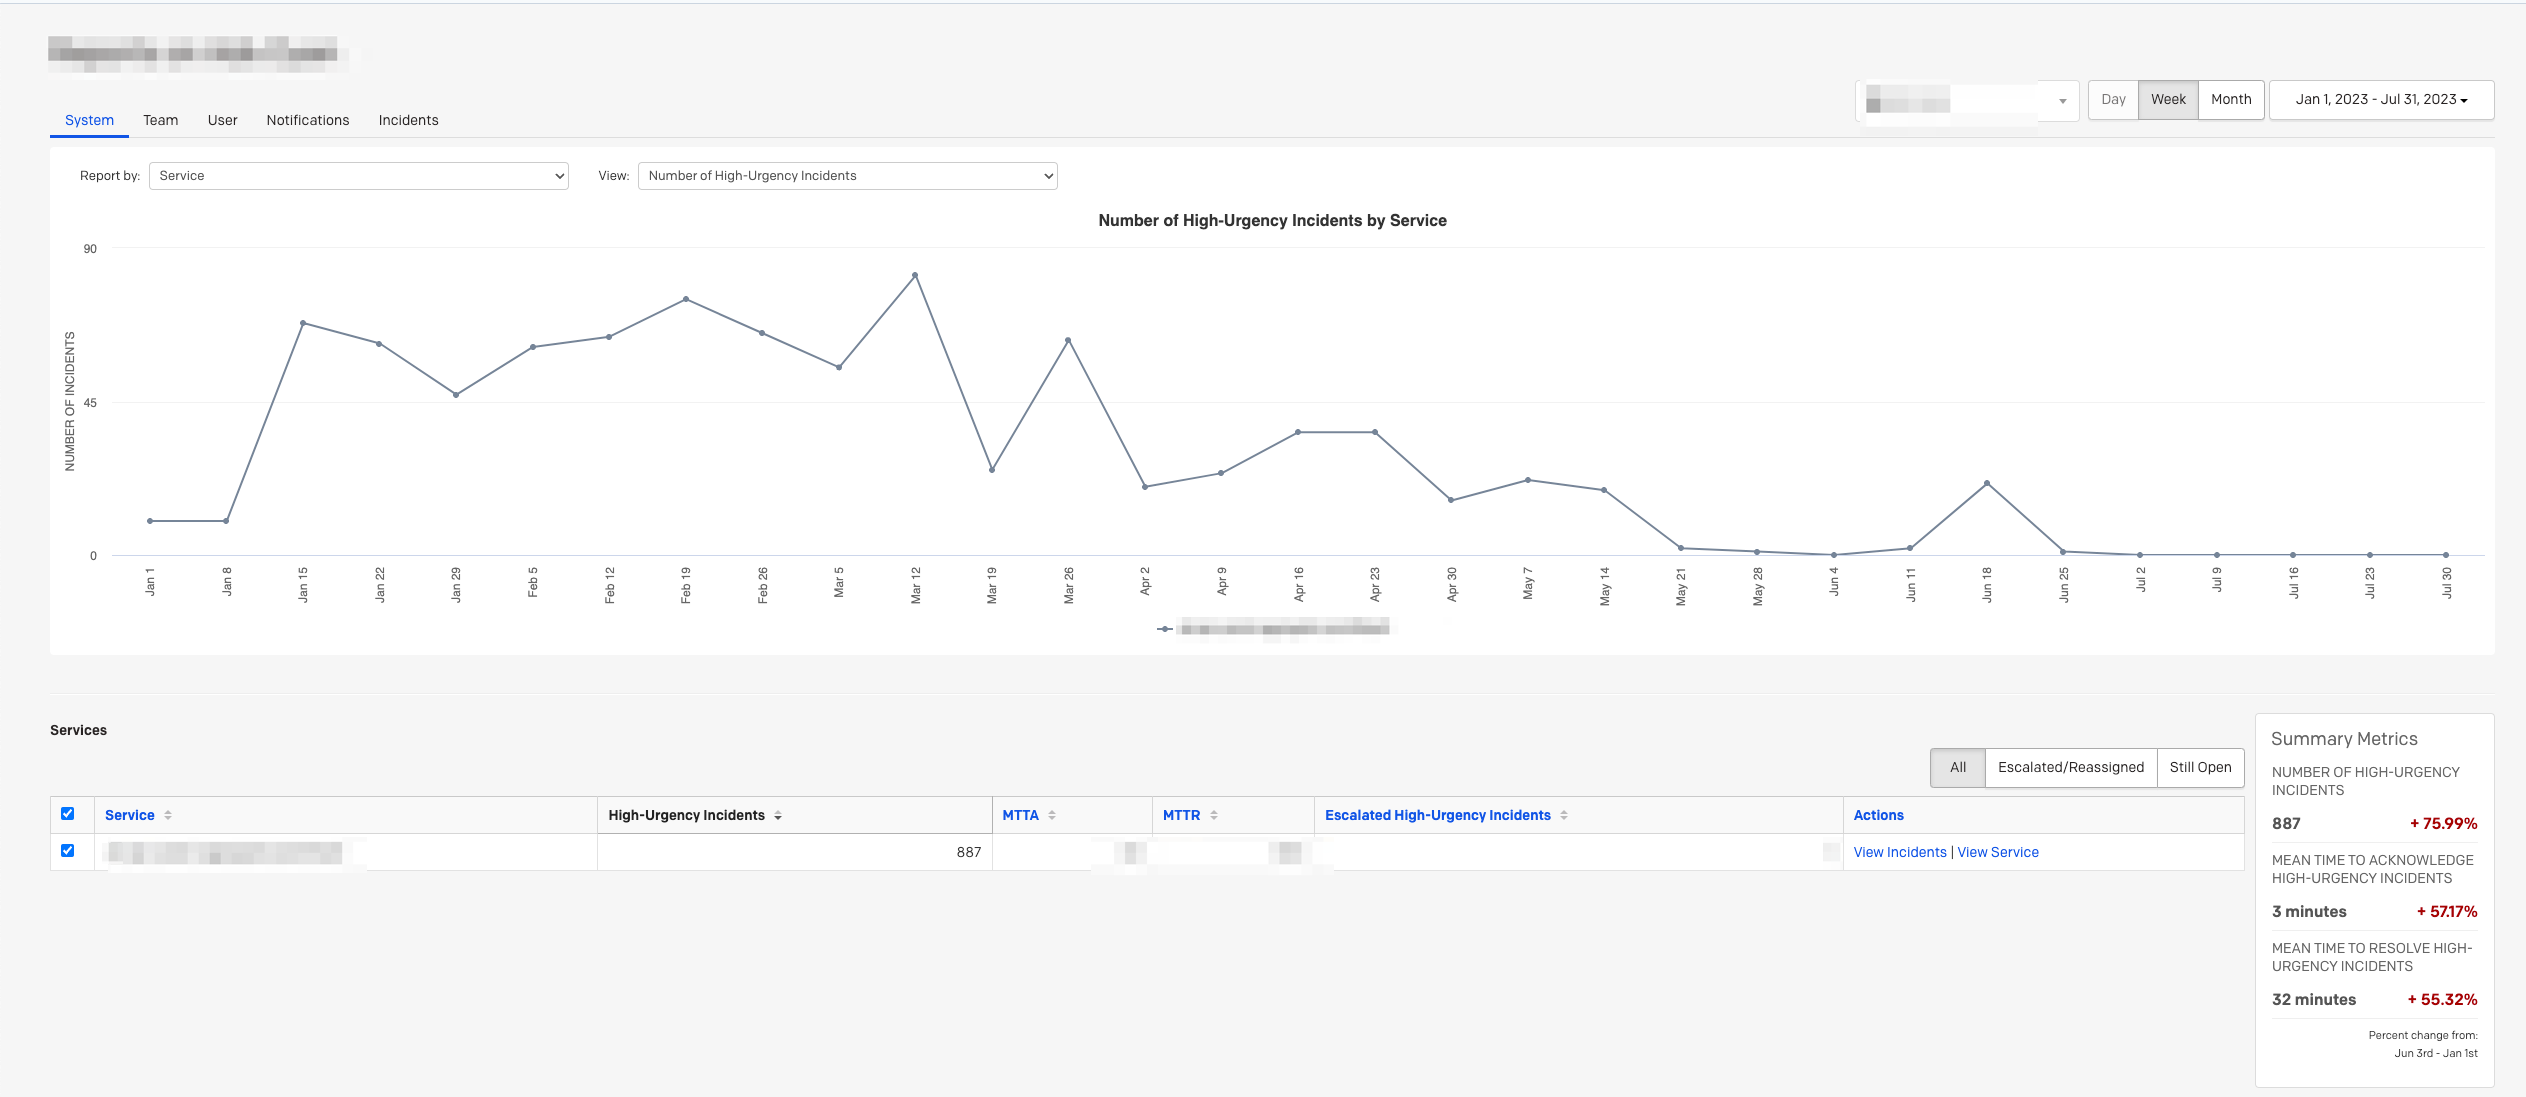 System Team User Notifications Incidents
Day Week Month Jan 1, 2023 - Jul 31, 2023
Report by: Service View: Number of High-Urgency Incidents
Number of High-Urgency Incidents by Service
NUMBER OF INCIDENTS
90
45
0
Jan 1 Jan 8 Jan 15 Jan 22 Jan 29 Feb 5 Feb 12 Feb 19 Feb 26 Mar 5 Mar 12 Mar 19 Mar 26 Apr 2 Apr 9 Apr 16 Apr 23 Apr 30 May 7 May 14 May 21 May 28 Jun 4 Jun 11 Jun 18 Jun 25 Jul 2 Jul 9 Jul 16 Jul 23 Jul 30
Services
All Escalated/Reassigned Still Open
Service High-Urgency Incidents MTTA MTTR Escalated High-Urgency Incidents Actions
887 View Incidents | View Service
Summary Metrics
NUMBER OF HIGH-URGENCY
INCIDENTS
887 + 75.99%
MEAN TIME TO ACKNOWLEDGE
HIGH-URGENCY INCIDENTS
3 minutes + 57.17%
MEAN TIME TO RESOLVE HIGH-
URGENCY INCIDENTS
32 minutes + 55.32%
Percent change from:
Jun 3rd - Jan 1st